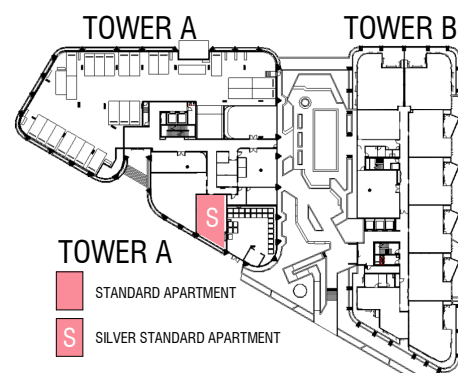 TOWER A
TOWER B
S
TOWER A
STANDARD APARTMENT
S
SILVER STANDARD APARTMENT